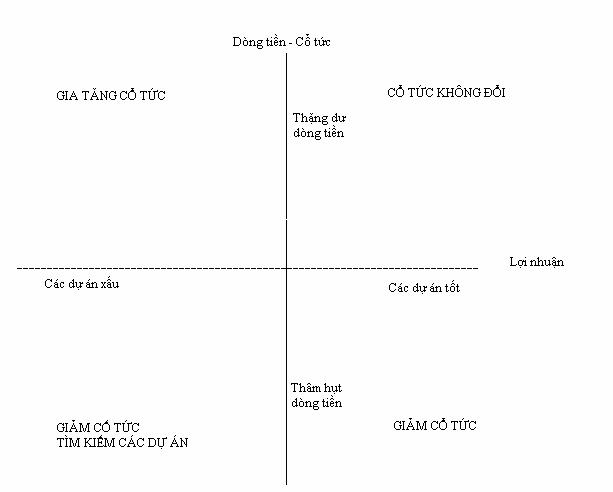 Dòng tiền - Cổ tức
GIA TĂNG CỔ TỨC
CỔ TỨC KHÔNG ĐỔI
Thặng dư
dòng tiền
Lợi nhuận
Các dự án xấu
Các dự án tốt
Thâm hụt
dòng tiền
GIẢM CỔ TỨC
TÌM KIẾM CÁC DỰ ÁN
GIẢM CỔ TỨC